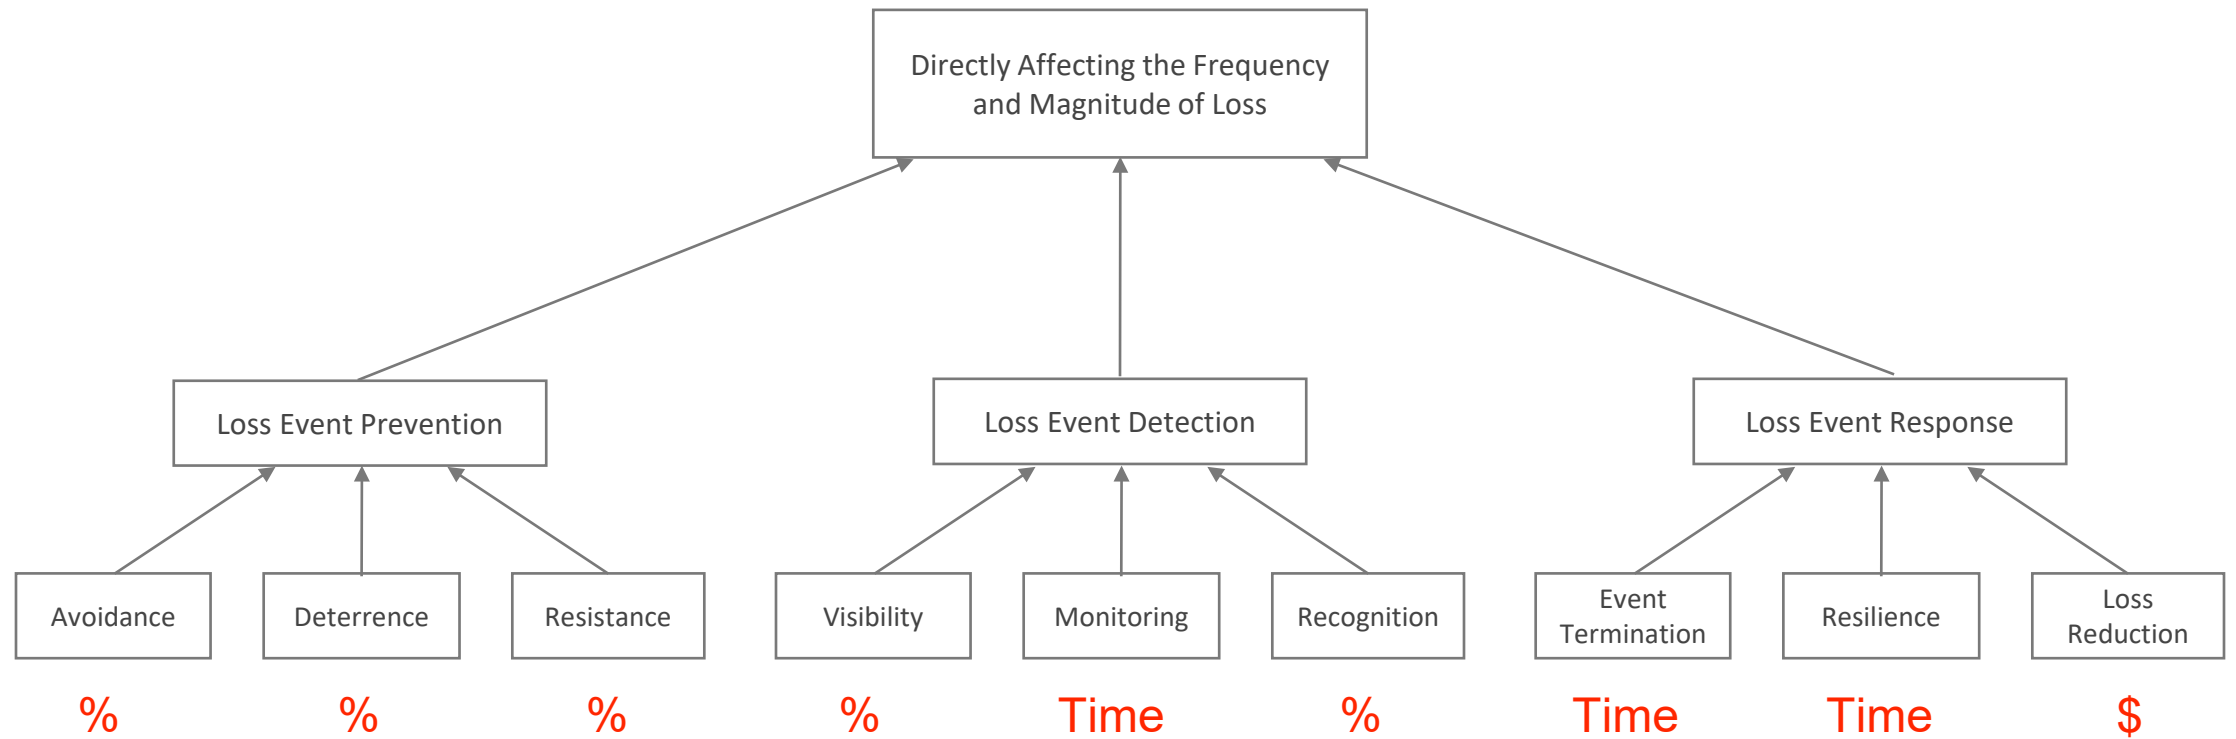 Directly Affecting the Frequency
and Magnitude of Loss
Loss Event Prevention
Loss Event Detection
Loss Event Response
Avoidance
Deterrence
Resistance
Visibility
Monitoring
Recognition
Event
Termination
Resilience
Loss
Reduction
%
%
%
%
Time
%
Time
Time
$